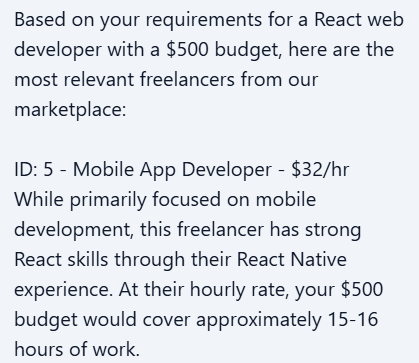 Based on your requirements for a React web
developer with a $500 budget, here are the
most relevant freelancers from our
marketplace:
ID: 5 - Mobile App Developer - $32/hr
While primarily focused on mobile
development, this freelancer has strong
React skills through their React Native
experience. At their hourly rate, your $500
budget would cover approximately 15-16
hours of work.